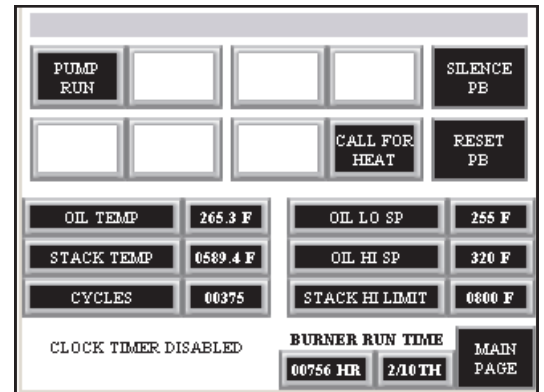 PUMP
RUN
SILENCE
PB
CALL FOR
HEAT
RESET
PB
OIL TEMP 265.3 F OIL LO SP 255 F
STACK TEMP 0589.4 F OIL HI SP 320 F
CYCLES 00375 STACK HI LIMIT 0800 F
CLOCK TIMER DISABLED
BURNER RUN TIME
00756 HR 2/10TH
MAIN
PAGE